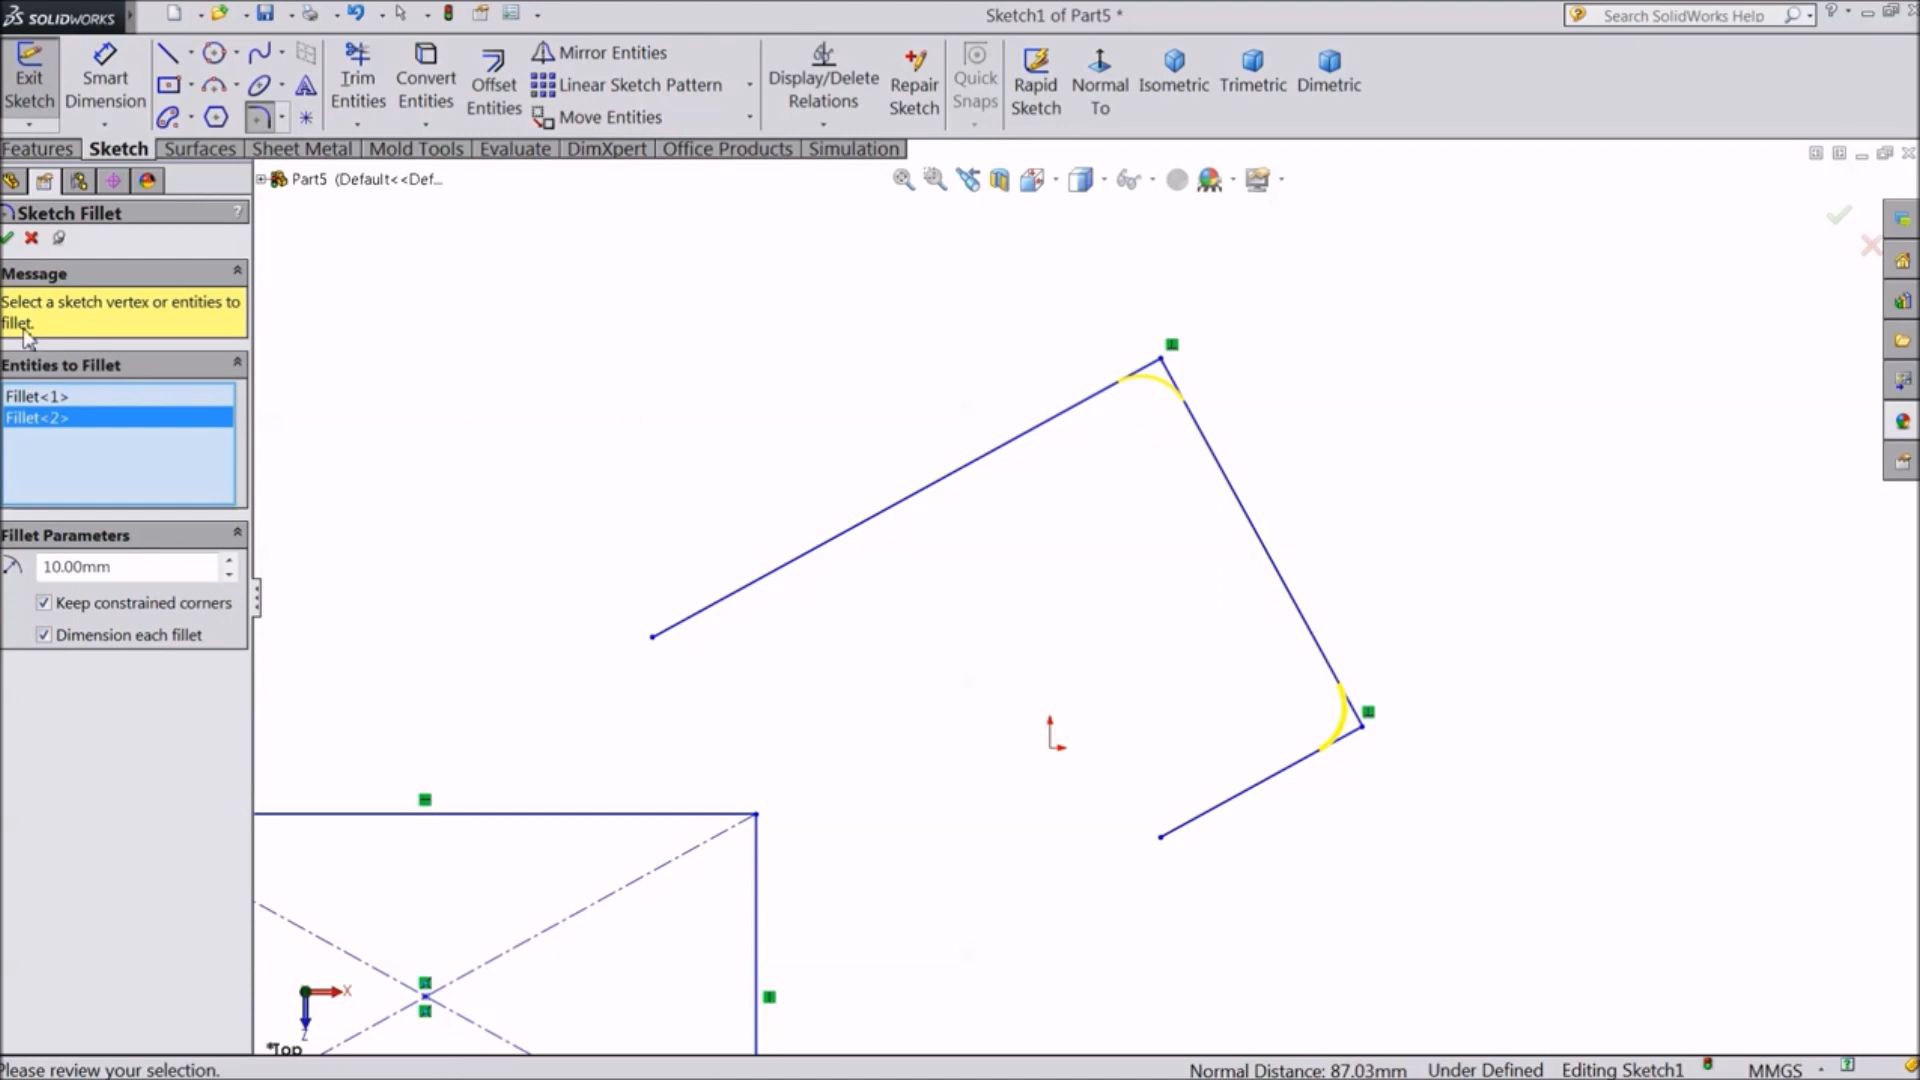 SOLIDWORKS
Sketch1 of Part5 *
Search SolidWorks Help
Exit Sketch
Smart Dimension
Trim Entities
Convert Entities
Offset Entities
Mirror Entities
Linear Sketch Pattern
Move Entities
Display/Delete Relations
Repair Sketch
Quick Snaps
Rapid Sketch
Normal To
Isometric
Trimetric
Dimetric
Features
Sketch
Surfaces
Sheet Metal
Mold Tools
Evaluate
DimXpert
Office Products
Simulation
Part5 (Default<<Def...
Sketch Fillet
?
Message
Select a sketch vertex or entities to
fillet.
Entities to Fillet
Fillet<1>
Fillet<2>
Fillet Parameters
10.00mm
Keep constrained corners
Dimension each fillet
X
Z
*Top
Please review your selection.
Normal Distance: 87.03mm
Under Defined
Editing Sketch1
MMGS